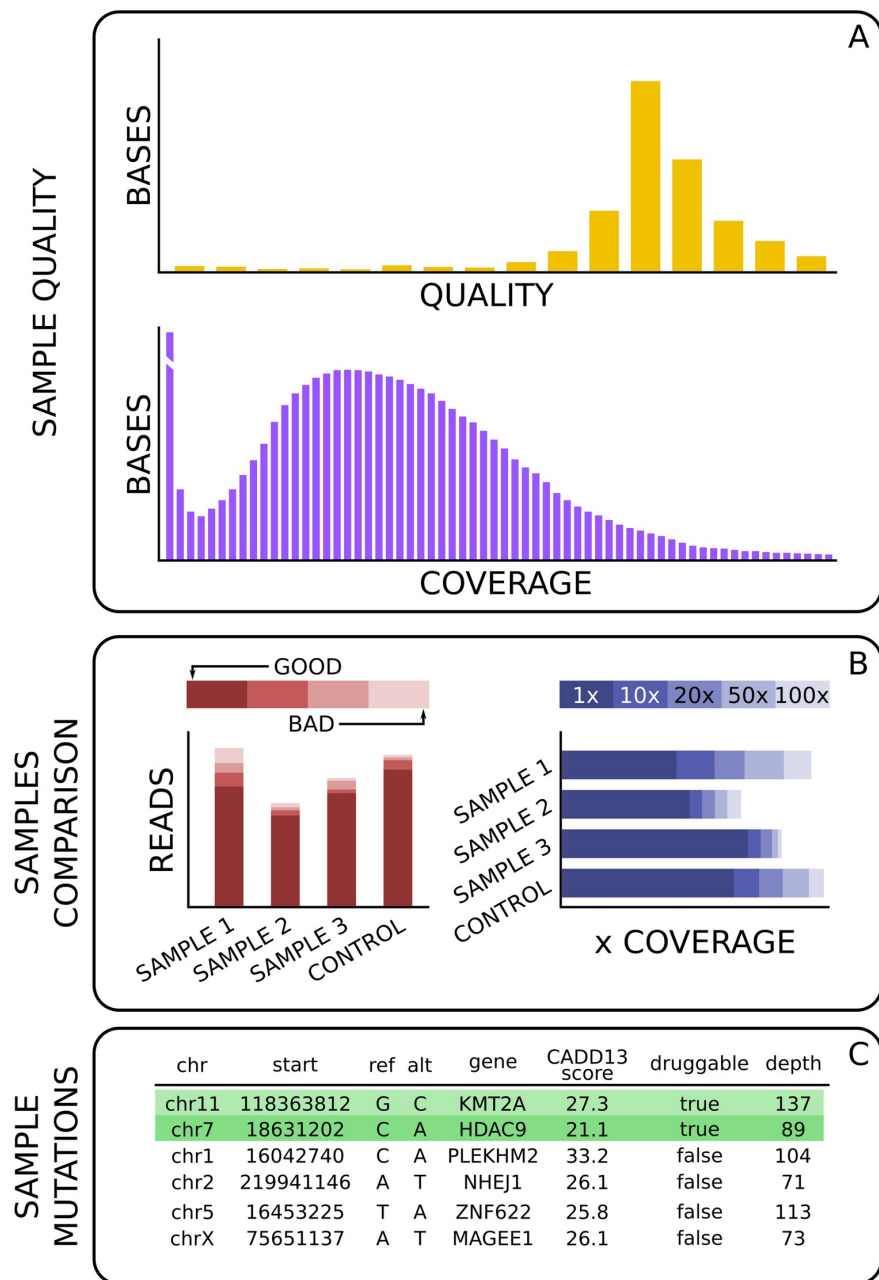 A
SAMPLE QUALITY
BASES
QUALITY
BASES
COVERAGE
B
SAMPLES
COMPARISON
GOOD
BAD
READS
SAMPLE 1
SAMPLE 2
SAMPLE 3
CONTROL
1x 10x 20x 50x 100x
SAMPLE 1
SAMPLE 2
SAMPLE 3
CONTROL
x COVERAGE
C
SAMPLE
MUTATIONS
chr start ref alt gene CADD13 score druggable depth
chr11 118363812 G C KMT2A 27.3 true 137
chr7 18631202 C A HDAC9 21.1 true 89
chr1 16042740 C A PLEKHM2 33.2 false 104
chr2 219941146 A T NHEJ1 26.1 false 71
chr5 16453225 T A ZNF622 25.8 false 113
chrX 75651137 A T MAGEE1 26.1 false 73